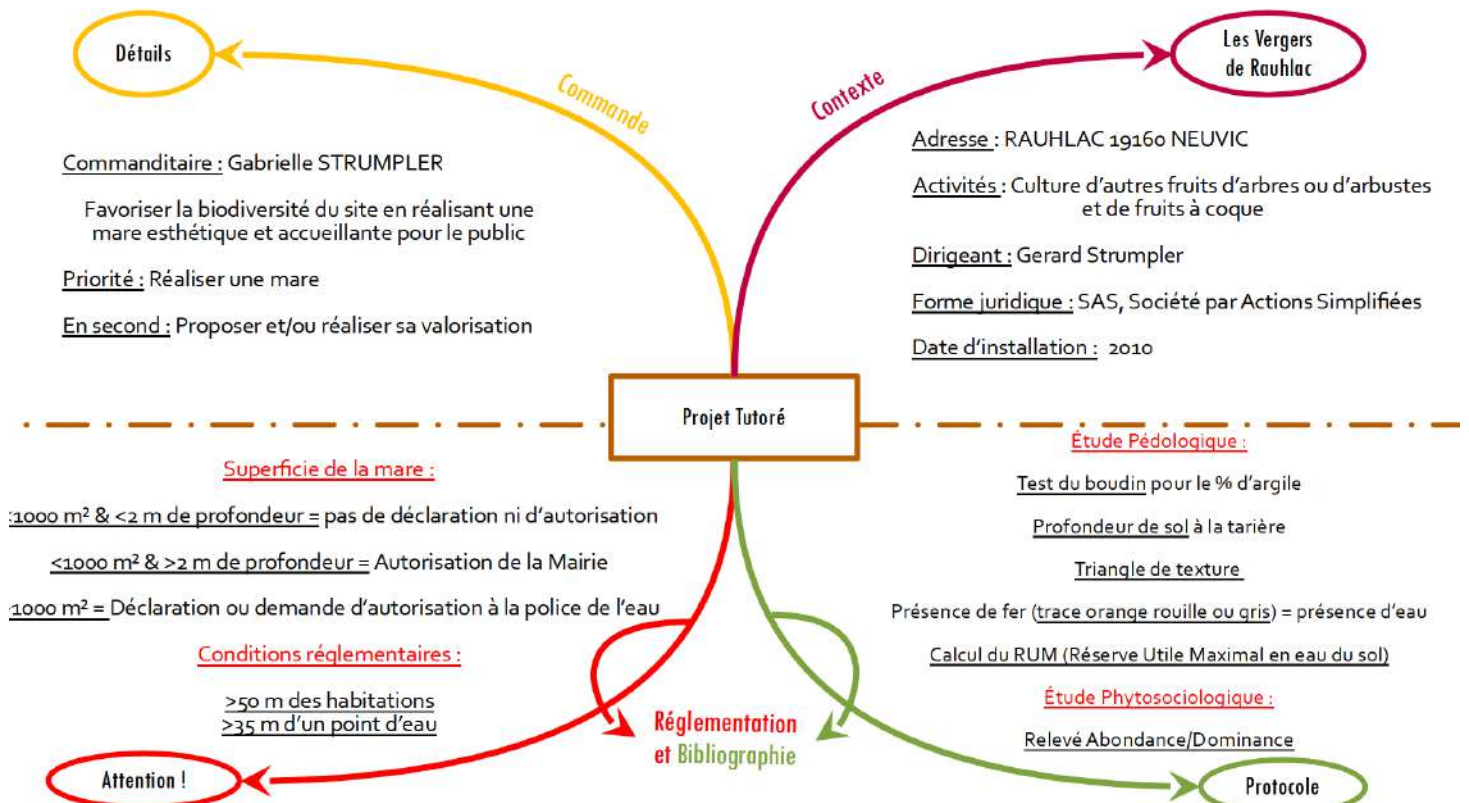 Détails
Commande
Commanditaire : Gabrielle STRUMPLER
Favoriser la biodiversité du site en réalisant une
mare esthétique et accueillante pour le public
Priorité : Réaliser une mare
En second : Proposer et/ou réaliser sa valorisation
Contexte
Les Vergers
de Rauhlac
Adresse : RAUHLAC 19160 NEUVIC
Activités : Culture d'autres fruits d'arbres ou d'arbustes
et de fruits à coque
Dirigeant : Gerard Strumpler
Forme juridique : SAS, Société par Actions Simplifiées
Date d'installation : 2010
Projet Tutoré
Superficie de la mare :
<1000 m² & <2 m de profondeur = pas de déclaration ni d'autorisation
<1000 m² & >2 m de profondeur = Autorisation de la Mairie
>1000 m² = Déclaration ou demande d'autorisation à la police de l'eau
Conditions réglementaires :
>50 m des habitations
>35 m d'un point d'eau
Attention !
Réglementation
et Bibliographie
Étude Pédologique :
Test du boudin pour le % d'argile
Profondeur de sol à la tarière
Triangle de texture
Présence de fer (trace orange rouille ou gris) = présence d'eau
Calcul du RUM (Réserve Utile Maximal en eau du sol)
Étude Phytosociologique :
Relevé Abondance/Dominance
Protocole